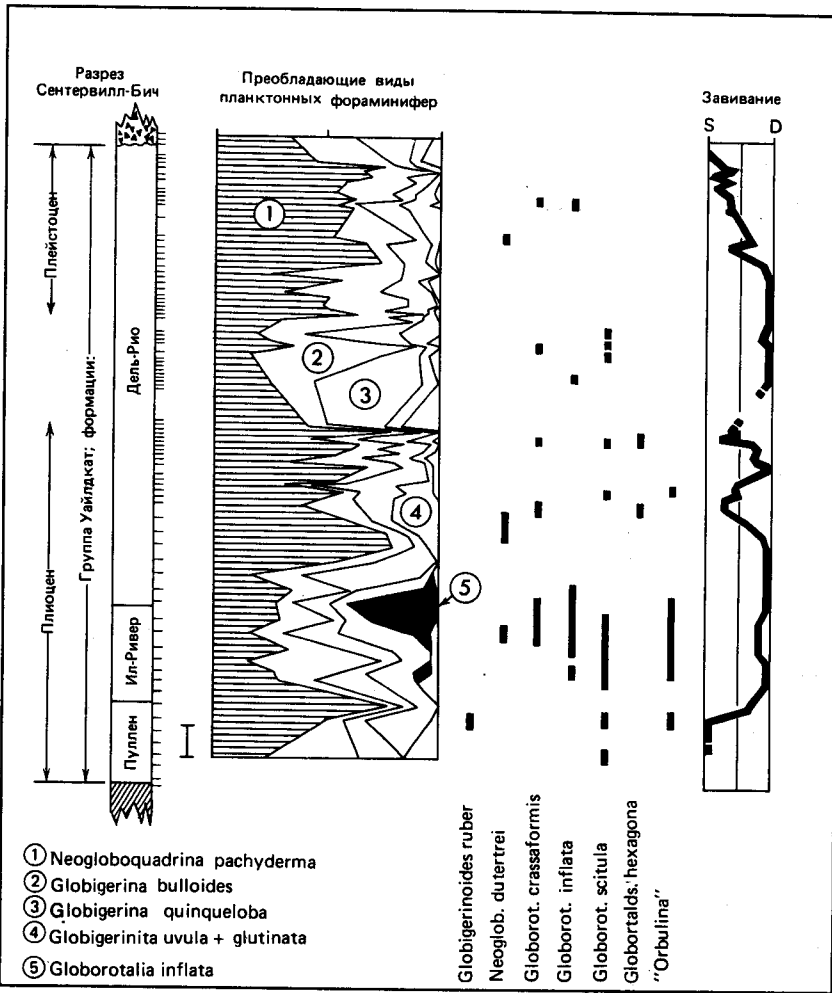 Разрез
Сентервилл-Бич
Преобладающие виды
планктонных фораминифер
Завивание
S D
Плейстоцен
Плиоцен
Группа Уайлдкат; формации:
Дель-Рио
Ил-Ривер
Пуллен
1
2
3
4
5
1 Neogloboquadrina pachyderma
2 Globigerina bulloides
3 Globigerina quinqueloba
4 Globigerinita uvula + glutinata
5 Globorotalia inflata
Globigerinoides ruber
Neoglob. dutertrei
Globorot. crassaformis
Globorot. inflata
Globorot. scitula
Globortalds. hexagona
"Orbulina"